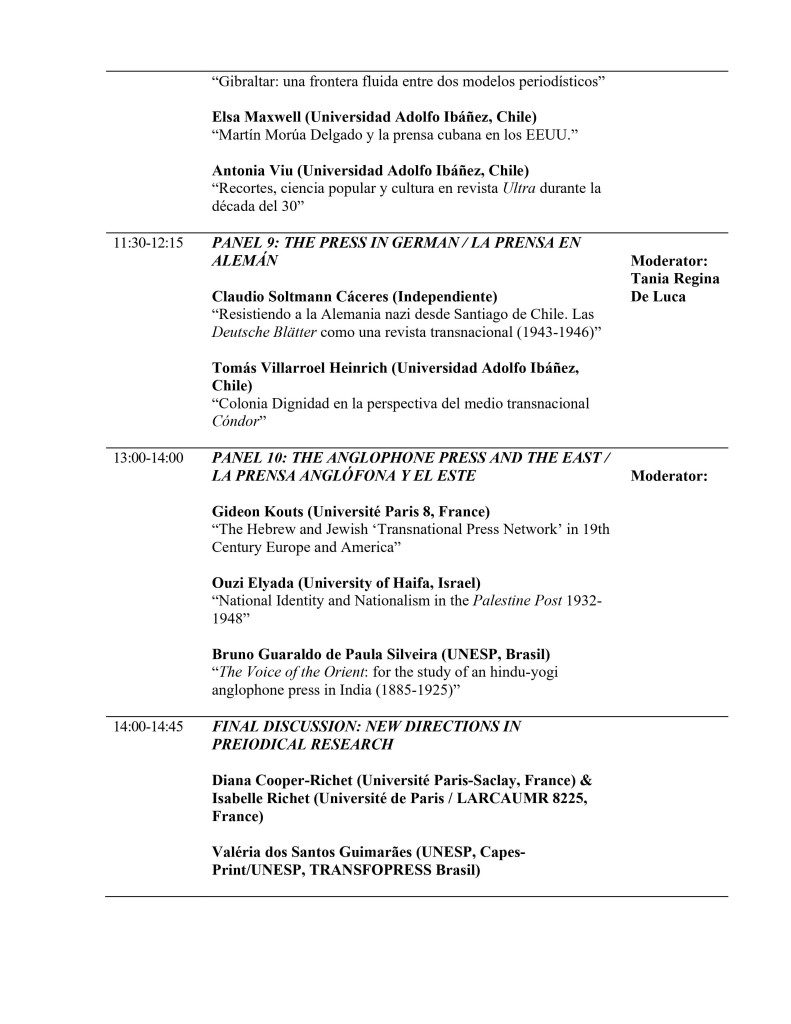 “Gibraltar: una frontera fluida entre dos modelos periodísticos”
Elsa Maxwell (Universidad Adolfo Ibáñez, Chile)
“Martín Morúa Delgado y la prensa cubana en los EEUU.”
Antonia Viu (Universidad Adolfo Ibáñez, Chile)
“Recortes, ciencia popular y cultura en revista Ultra durante la
década del 30”
11:30-12:15
PANEL 9: THE PRESS IN GERMAN / LA PRENSA EN
ALEMÁN
Moderator:
Tania Regina
De Luca
Claudio Soltmann Cáceres (Independiente)
“Resistiendo a la Alemania nazi desde Santiago de Chile. Las
Deutsche Blätter como una revista transnacional (1943-1946)”
Tomás Villarroel Heinrich (Universidad Adolfo Ibáñez,
Chile)
“Colonia Dignidad en la perspectiva del medio transnacional
Cóndor”
13:00-14:00
PANEL 10: THE ANGLOPHONE PRESS AND THE EAST /
LA PRENSA ANGLÓFONA Y EL ESTE
Moderator:
Gideon Kouts (Université Paris 8, France)
“The Hebrew and Jewish ‘Transnational Press Network’ in 19th
Century Europe and America”
Ouzi Elyada (University of Haifa, Israel)
“National Identity and Nationalism in the Palestine Post 1932-
1948”
Bruno Guaraldo de Paula Silveira (UNESP, Brasil)
“The Voice of the Orient: for the study of an hindu-yogi
anglophone press in India (1885-1925)”
14:00-14:45
FINAL DISCUSSION: NEW DIRECTIONS IN
PREIODICAL RESEARCH
Diana Cooper-Richet (Université Paris-Saclay, France) &
Isabelle Richet (Université de Paris / LARCAUMR 8225,
France)
Valéria dos Santos Guimarães (UNESP, Capes-
Print/UNESP, TRANSFOPRESS Brasil)